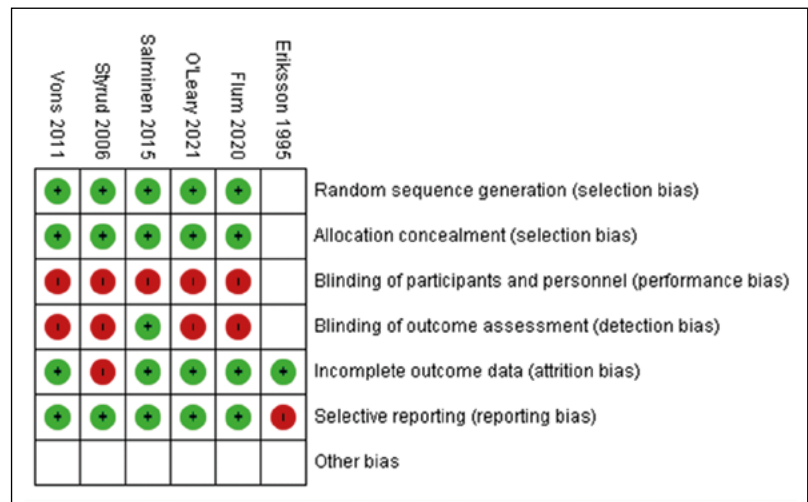 Vons 2011
Styrud 2006
Salminen 2015
O'Leary 2021
Flum 2020
Eriksson 1995
+ + + + + Random sequence generation (selection bias)
+ + + + + Allocation concealment (selection bias)
- - - - - Blinding of participants and personnel (performance bias)
- - + - - Blinding of outcome assessment (detection bias)
+ - + + + + Incomplete outcome data (attrition bias)
+ + + + + - Selective reporting (reporting bias)
Other bias